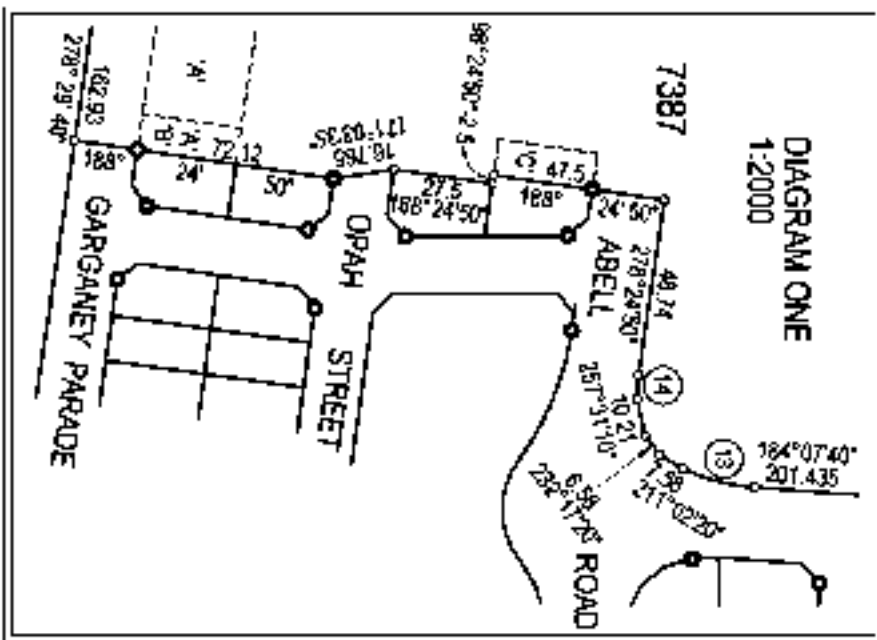 DIAGRAM ONE
1:2000
7387
98°24'50"-2.5
'C'
47.5
188°
24' 50"
27.5
188°24'50"
16.765
171°03'35"
'A'
'A'
'B'
72.12
188°
24'
50"
162.93
278° 29' 40"
GARGANEY PARADE
OPAH
STREET
ABELL
ROAD
48.74
278°24'50"
14
10.21
257°31'10"
6.58
232°17'20"
1.58
211°02'20"
13
184°07'40"
201.435